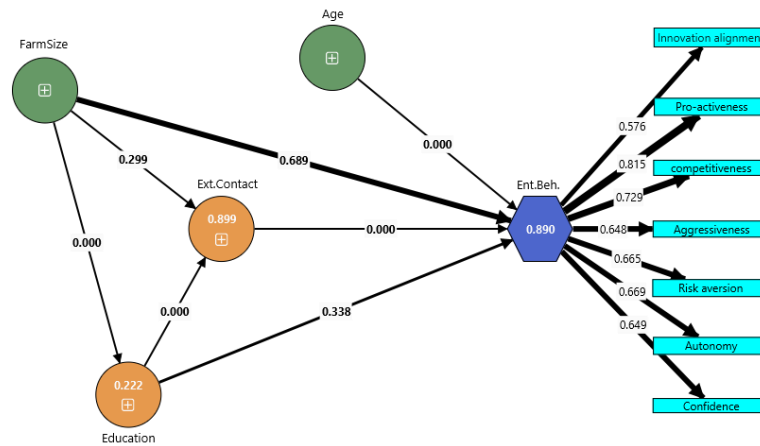 Age
FarmSize
Innovation alignmen
Pro-activeness
0.576
0.000
0.815
0.299
0.689
competitiveness
Ext.Contact
Ent.Beh.
0.729
0.899
0.000
0.890
0.648
Aggressiveness
0.000
0.665
0.669
Risk aversion
0.000
0.338
0.649
Autonomy
0.222
Confidence
Education